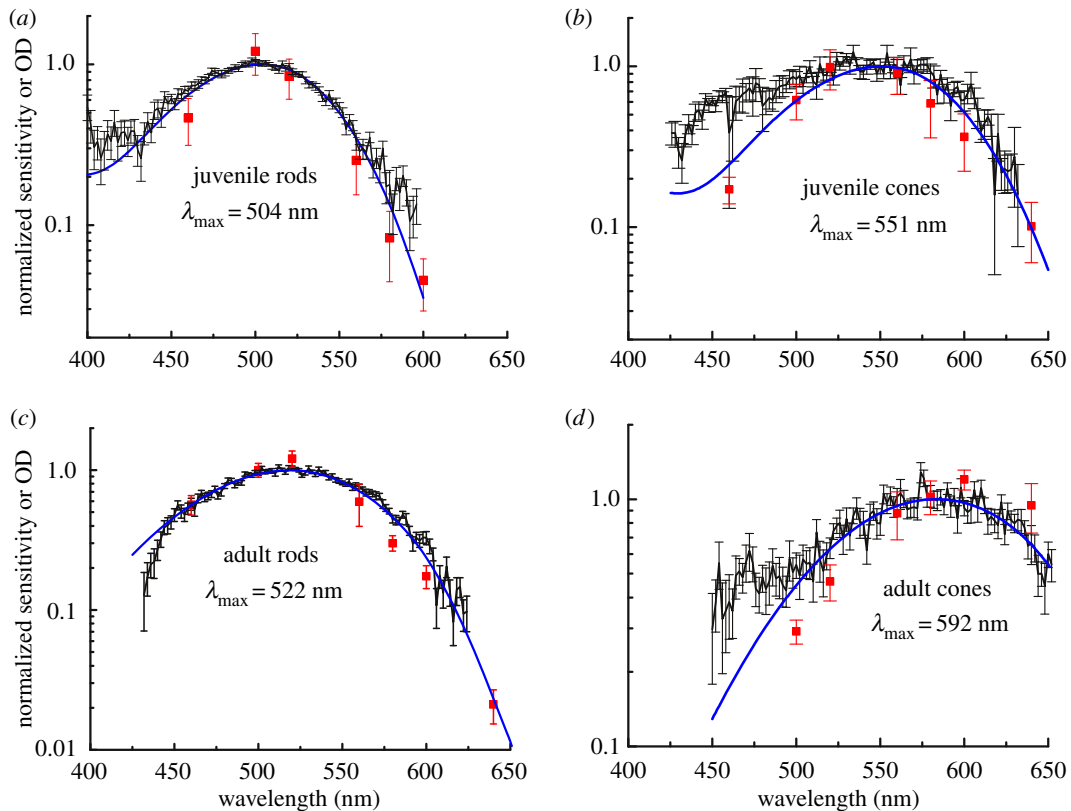 (a)
(b)
normalized sensitivity or OD
1.0
0.1
juvenile rods
λmax = 504 nm
400 450 500 550 600 650
1.0
0.1
juvenile cones
λmax = 551 nm
400 450 500 550 600 650
(c)
(d)
normalized sensitivity or OD
1.0
0.1
0.01
adult rods
λmax = 522 nm
400 450 500 550 600 650
wavelength (nm)
1.0
0.1
adult cones
λmax = 592 nm
400 450 500 550 600 650
wavelength (nm)